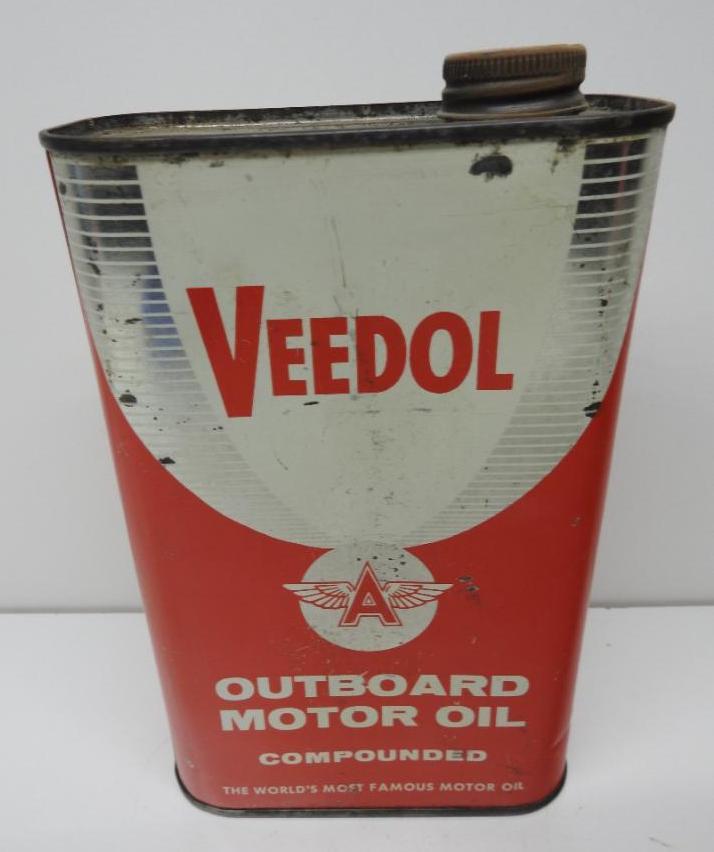 VEEDOL
A
OUTBOARD
MOTOR OIL
COMPOUNDED
THE WORLD'S MOST FAMOUS MOTOR OIL